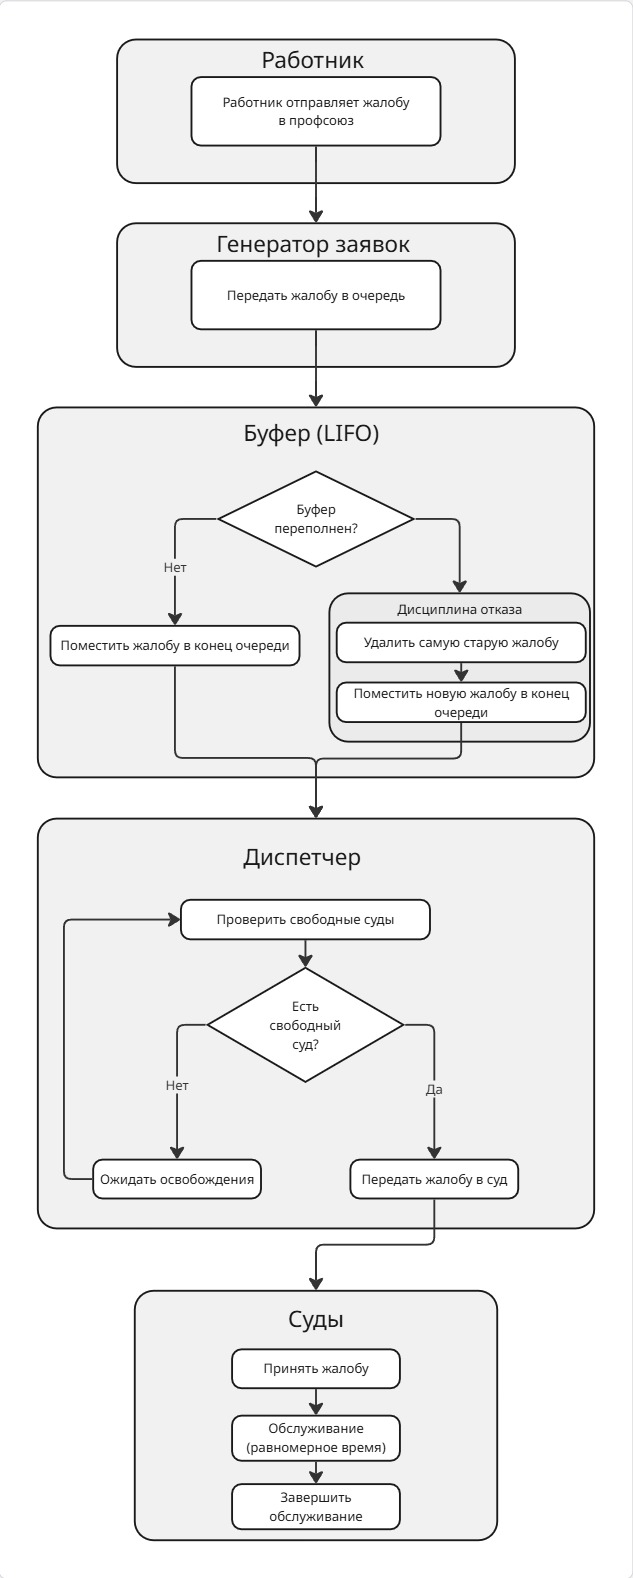 Работник
Работник отправляет жалобу
в профсоюз
Генератор заявок
Передать жалобу в очередь
Буфер (LIFO)
Буфер
переполнен?
Нет
Поместить жалобу в конец очереди
Дисциплина отказа
Удалить самую старую жалобу
Поместить новую жалобу в конец
очереди
Диспетчер
Проверить свободные суды
Есть
свободный
суд?
Нет
Да
Ожидать освобождения
Передать жалобу в суд
Суды
Принять жалобу
Обслуживание
(равномерное время)
Завершить
обслуживание